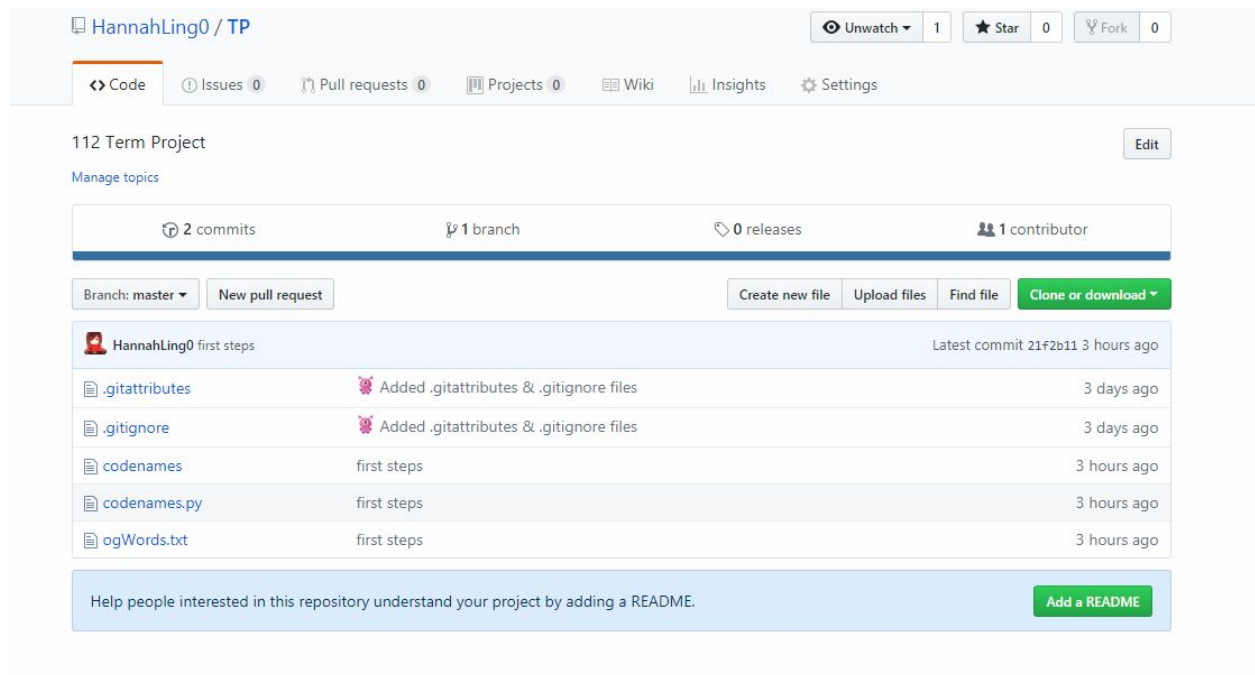 HannahLing0 / TP
Unwatch 1 Star 0 Fork 0
Code Issues 0 Pull requests 0 Projects 0 Wiki Insights Settings
112 Term Project Edit
Manage topics
2 commits 1 branch 0 releases 1 contributor
Branch: master New pull request Create new file Upload files Find file Clone or download
HannahLing0 first steps Latest commit 21f2b11 3 hours ago
.gitattributes Added .gitattributes & .gitignore files 3 days ago
.gitignore Added .gitattributes & .gitignore files 3 days ago
codenames first steps 3 hours ago
codenames.py first steps 3 hours ago
ogWords.txt first steps 3 hours ago
Help people interested in this repository understand your project by adding a README. Add a README